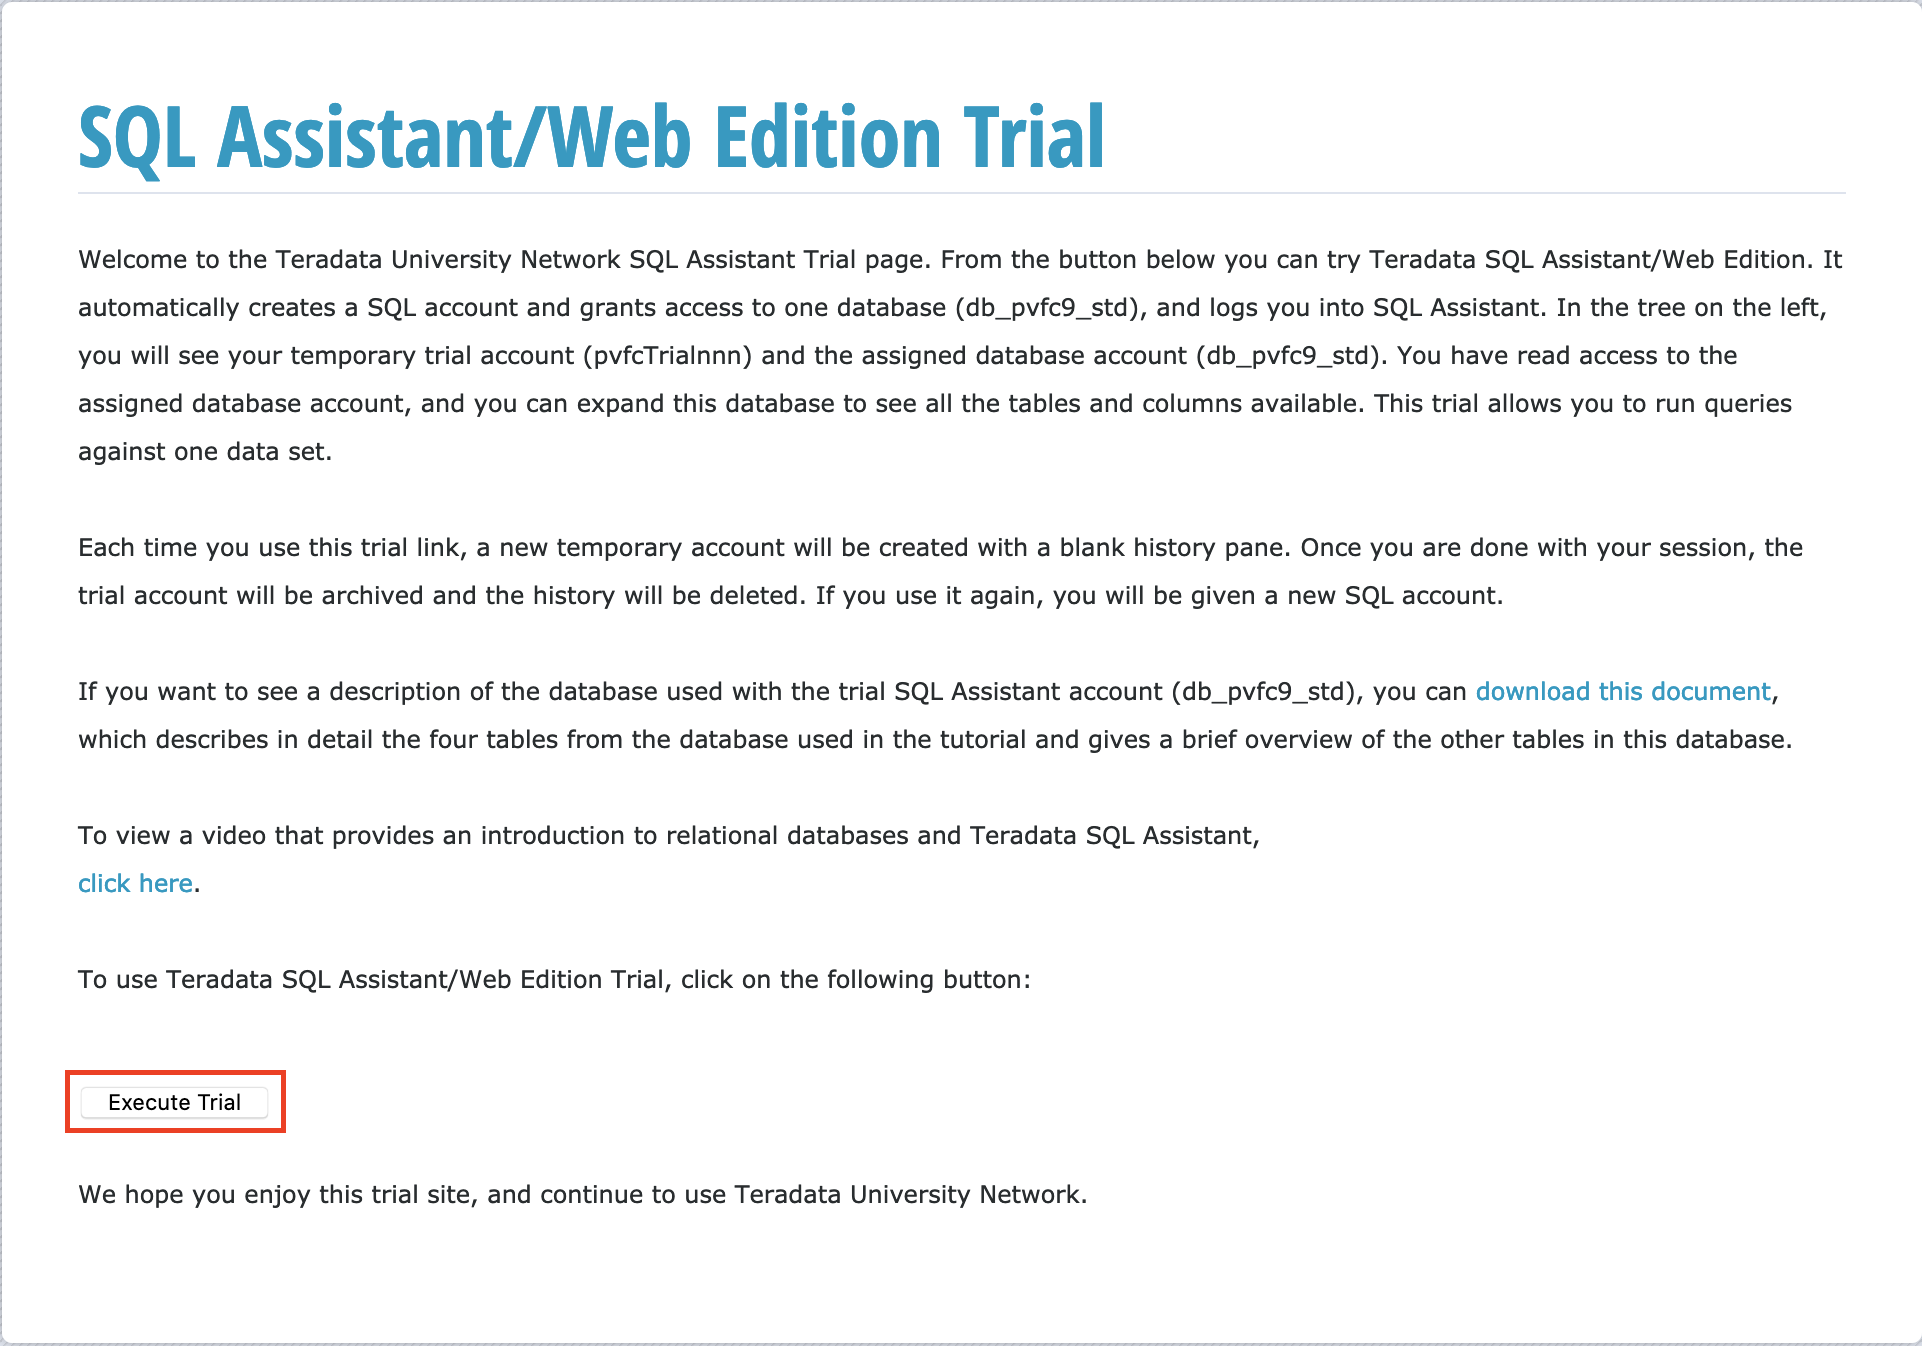 SQL Assistant/Web Edition Trial
Welcome to the Teradata University Network SQL Assistant Trial page. From the button below you can try Teradata SQL Assistant/Web Edition. It
automatically creates a SQL account and grants access to one database (db_pvfc9_std), and logs you into SQL Assistant. In the tree on the left,
you will see your temporary trial account (pvfcTrialnnn) and the assigned database account (db_pvfc9_std). You have read access to the
assigned database account, and you can expand this database to see all the tables and columns available. This trial allows you to run queries
against one data set.
Each time you use this trial link, a new temporary account will be created with a blank history pane. Once you are done with your session, the
trial account will be archived and the history will be deleted. If you use it again, you will be given a new SQL account.
If you want to see a description of the database used with the trial SQL Assistant account (db_pvfc9_std), you can download this document,
which describes in detail the four tables from the database used in the tutorial and gives a brief overview of the other tables in this database.
To view a video that provides an introduction to relational databases and Teradata SQL Assistant,
click here.
To use Teradata SQL Assistant/Web Edition Trial, click on the following button:
Execute Trial
We hope you enjoy this trial site, and continue to use Teradata University Network.